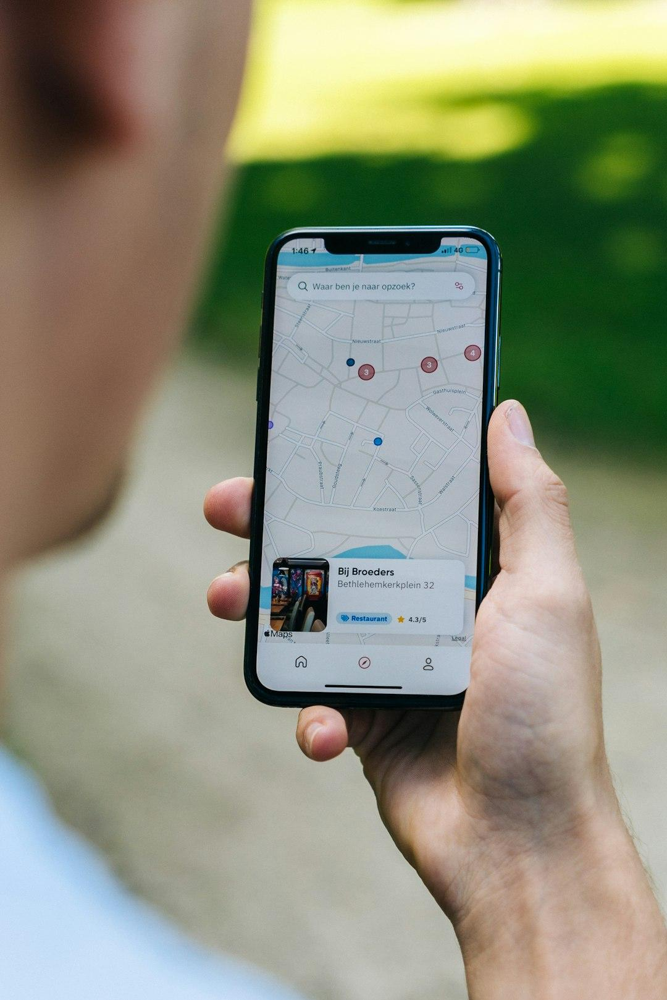 1:46
4G
Buitenkant
Waar ben je naar opzoek?
Steenstraat
Nieuwstraat
Nieuwstraat
4
3
3
Gasthuisplein
Wolweverstraat
Praubstraat
Goudsteeg
Sassenstraat
Walstraat
Koestraat
Bij Broeders
Bethlehemkerkplein 32
Restaurant
4.3/5
Maps
Legal